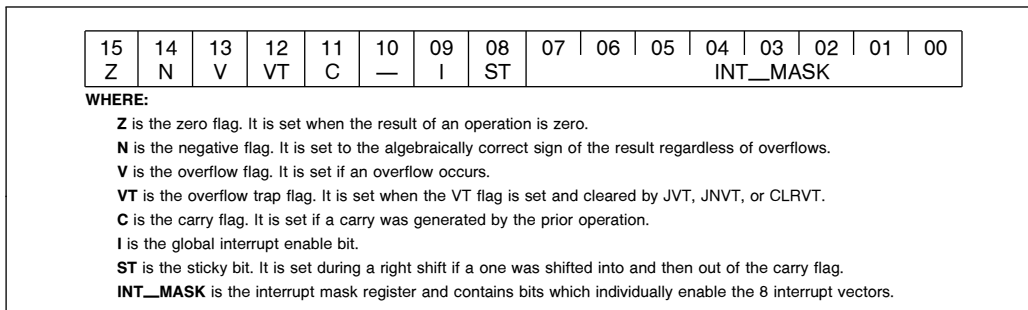 15 14 13 12 11 10 09 08 07 06 05 04 03 02 01 00
Z N V VT C — I ST INT__MASK
WHERE:
Z is the zero flag. It is set when the result of an operation is zero.
N is the negative flag. It is set to the algebraically correct sign of the result regardless of overflows.
V is the overflow flag. It is set if an overflow occurs.
VT is the overflow trap flag. It is set when the VT flag is set and cleared by JVT, JNVT, or CLRVT.
C is the carry flag. It is set if a carry was generated by the prior operation.
I is the global interrupt enable bit.
ST is the sticky bit. It is set during a right shift if a one was shifted into and then out of the carry flag.
INT__MASK is the interrupt mask register and contains bits which individually enable the 8 interrupt vectors.